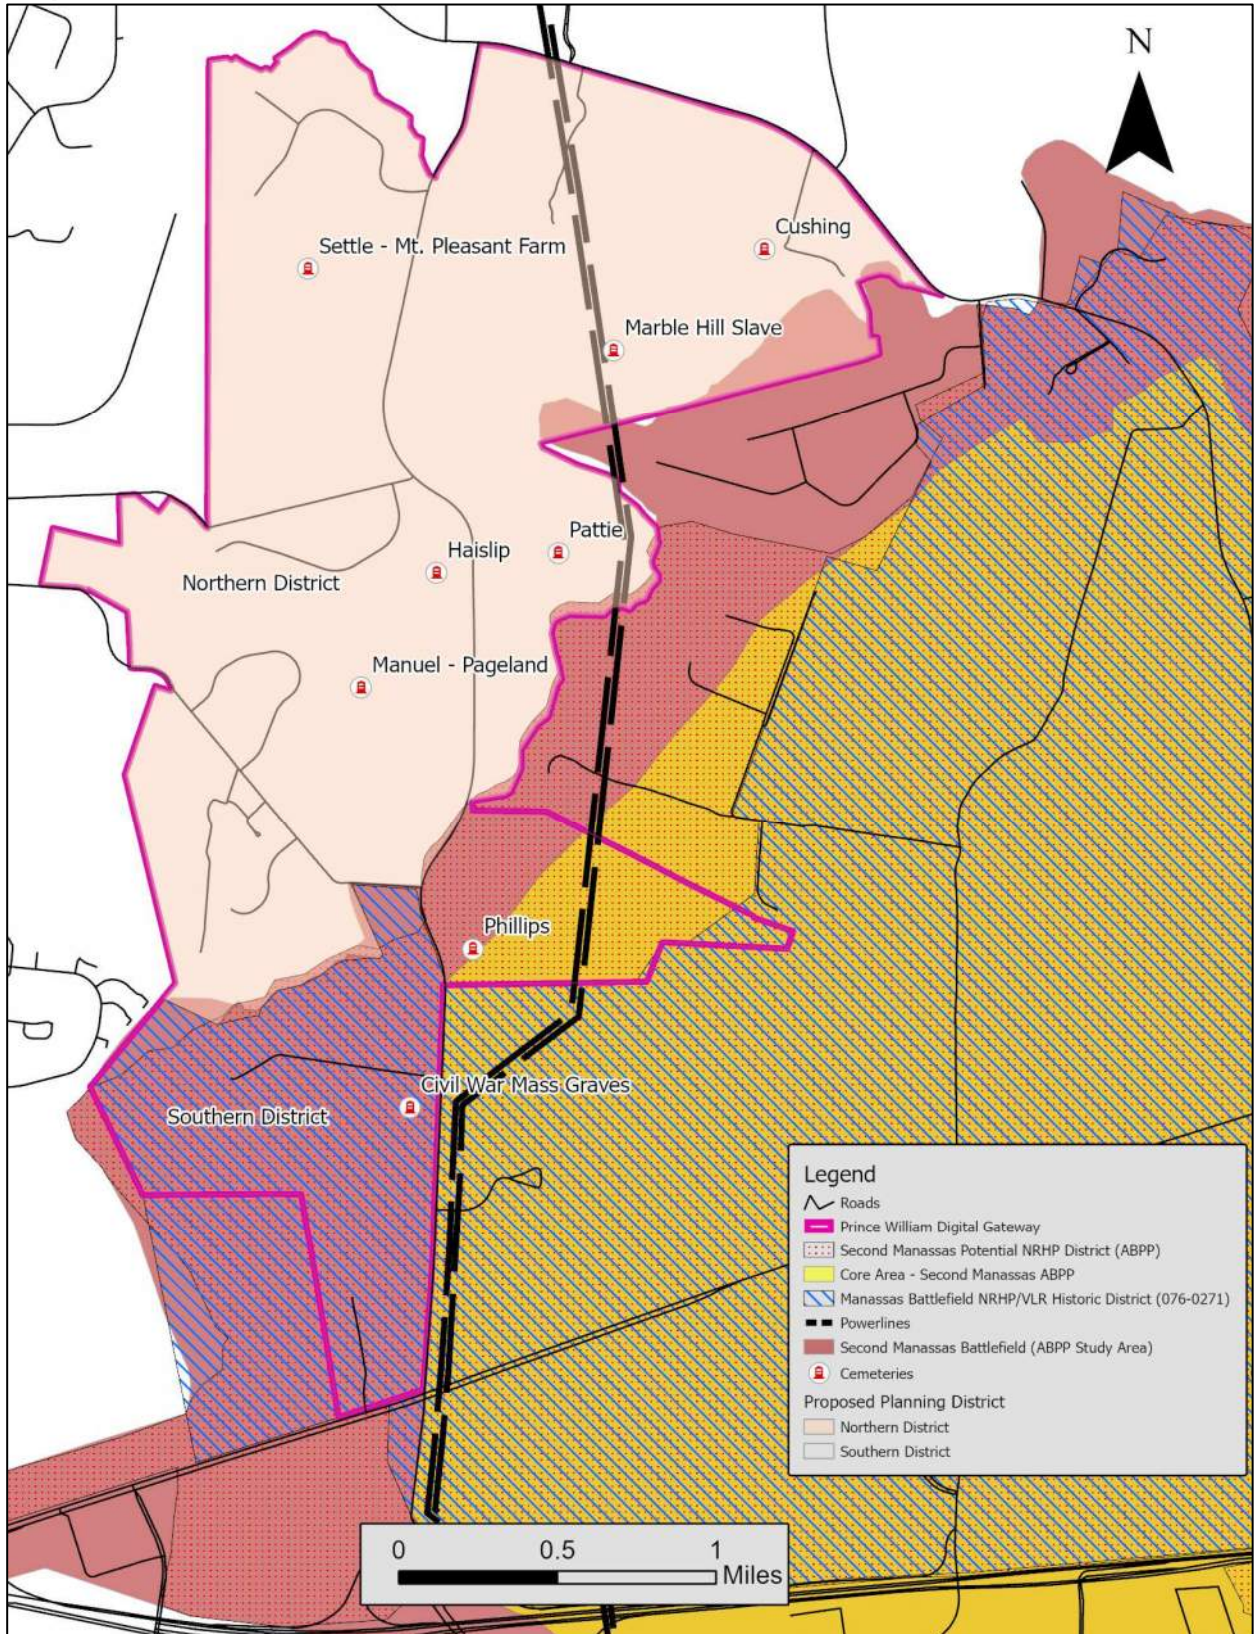 N
Cushing
Settle - Mt. Pleasant Farm
Marble Hill Slave
Pattie
Haislip
Northern District
Manuel - Pageland
Phillips
Civil War Mass Graves
Southern District
Legend
Roads
Prince William Digital Gateway
Second Manassas Potential NRHP District (ABPP)
Core Area - Second Manassas ABPP
Manassas Battlefield NRHP/VLR Historic District (076-0271)
Powerlines
Second Manassas Battlefield (ABPP Study Area)
Cemeteries
Proposed Planning District
Northern District
Southern District
0 0.5 1
Miles